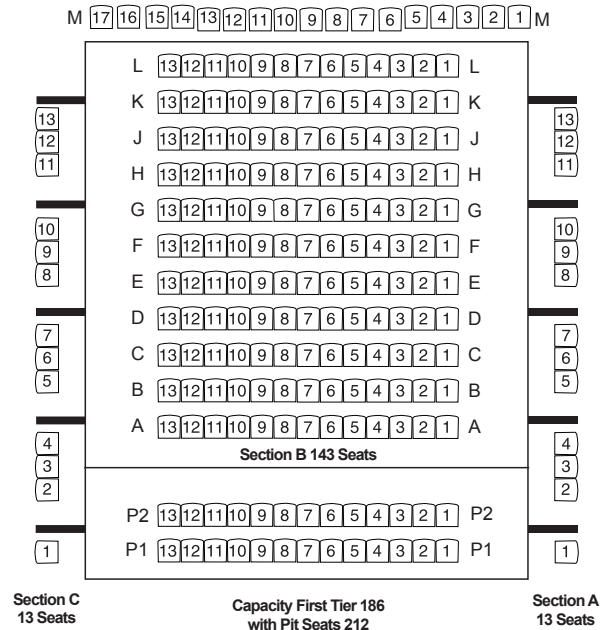 M 17 16 15 14 13 12 11 10 9 8 7 6 5 4 3 2 1 M
L 13 12 11 10 9 8 7 6 5 4 3 2 1 L
K 13 12 11 10 9 8 7 6 5 4 3 2 1 K
13 13
J 13 12 11 10 9 8 7 6 5 4 3 2 1 J
12 12
11 11
H 13 12 11 10 9 8 7 6 5 4 3 2 1 H
G 13 12 11 10 9 8 7 6 5 4 3 2 1 G
10 10
F 13 12 11 10 9 8 7 6 5 4 3 2 1 F
9 9
8 8
E 13 12 11 10 9 8 7 6 5 4 3 2 1 E
D 13 12 11 10 9 8 7 6 5 4 3 2 1 D
7 7
C 13 12 11 10 9 8 7 6 5 4 3 2 1 C
6 6
5 5
B 13 12 11 10 9 8 7 6 5 4 3 2 1 B
A 13 12 11 10 9 8 7 6 5 4 3 2 1 A
4 4
Section B 143 Seats
3 3
2 2
P2 13 12 11 10 9 8 7 6 5 4 3 2 1 P2
P1 13 12 11 10 9 8 7 6 5 4 3 2 1 P1
1 1
Section C
13 Seats
Capacity First Tier 186
with Pit Seats 212
Section A
13 Seats